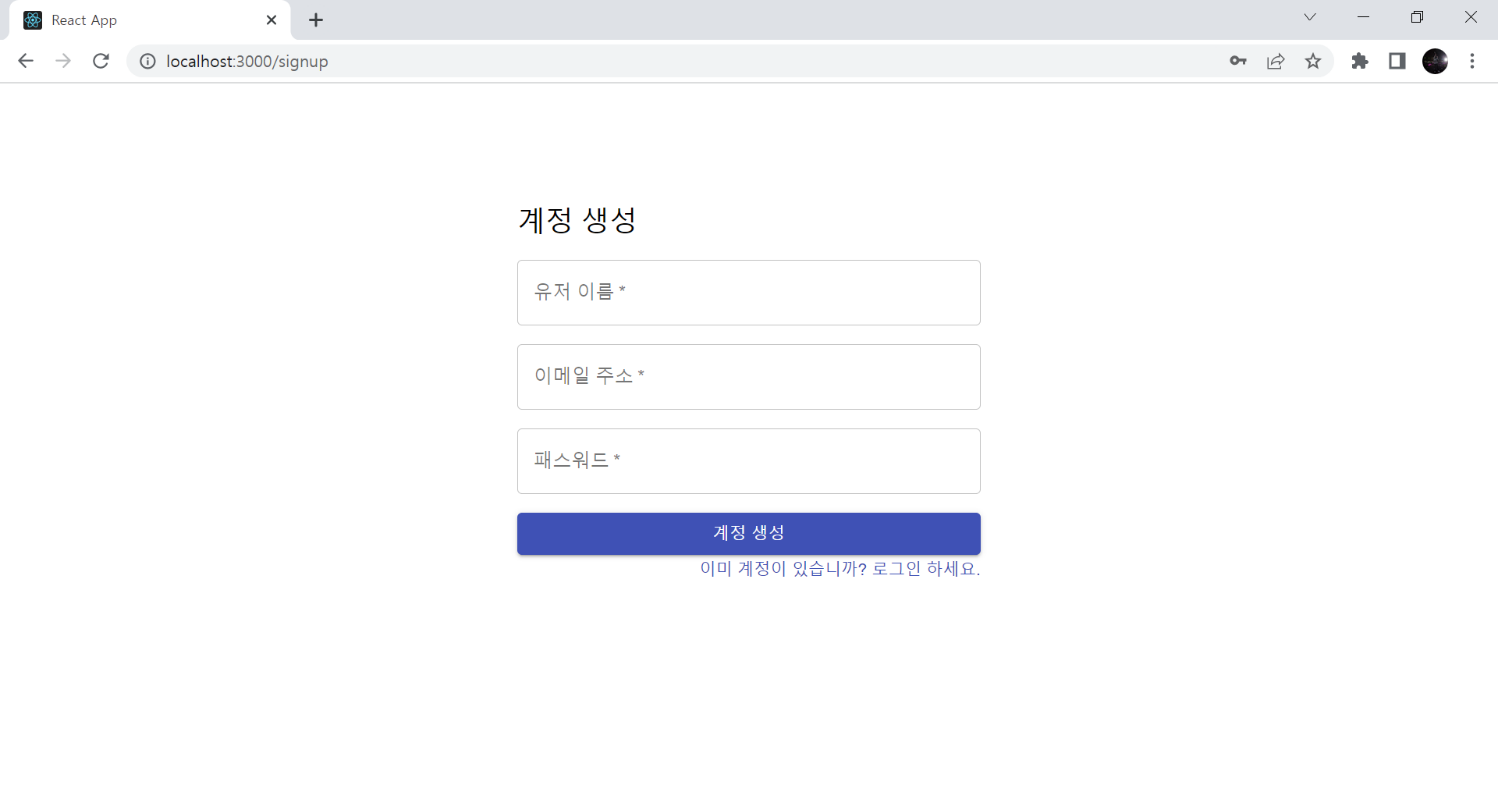 React App
localhost:3000/signup
계정 생성
유저 이름 *
이메일 주소 *
패스워드 *
계정 생성
이미 계정이 있습니까? 로그인 하세요.